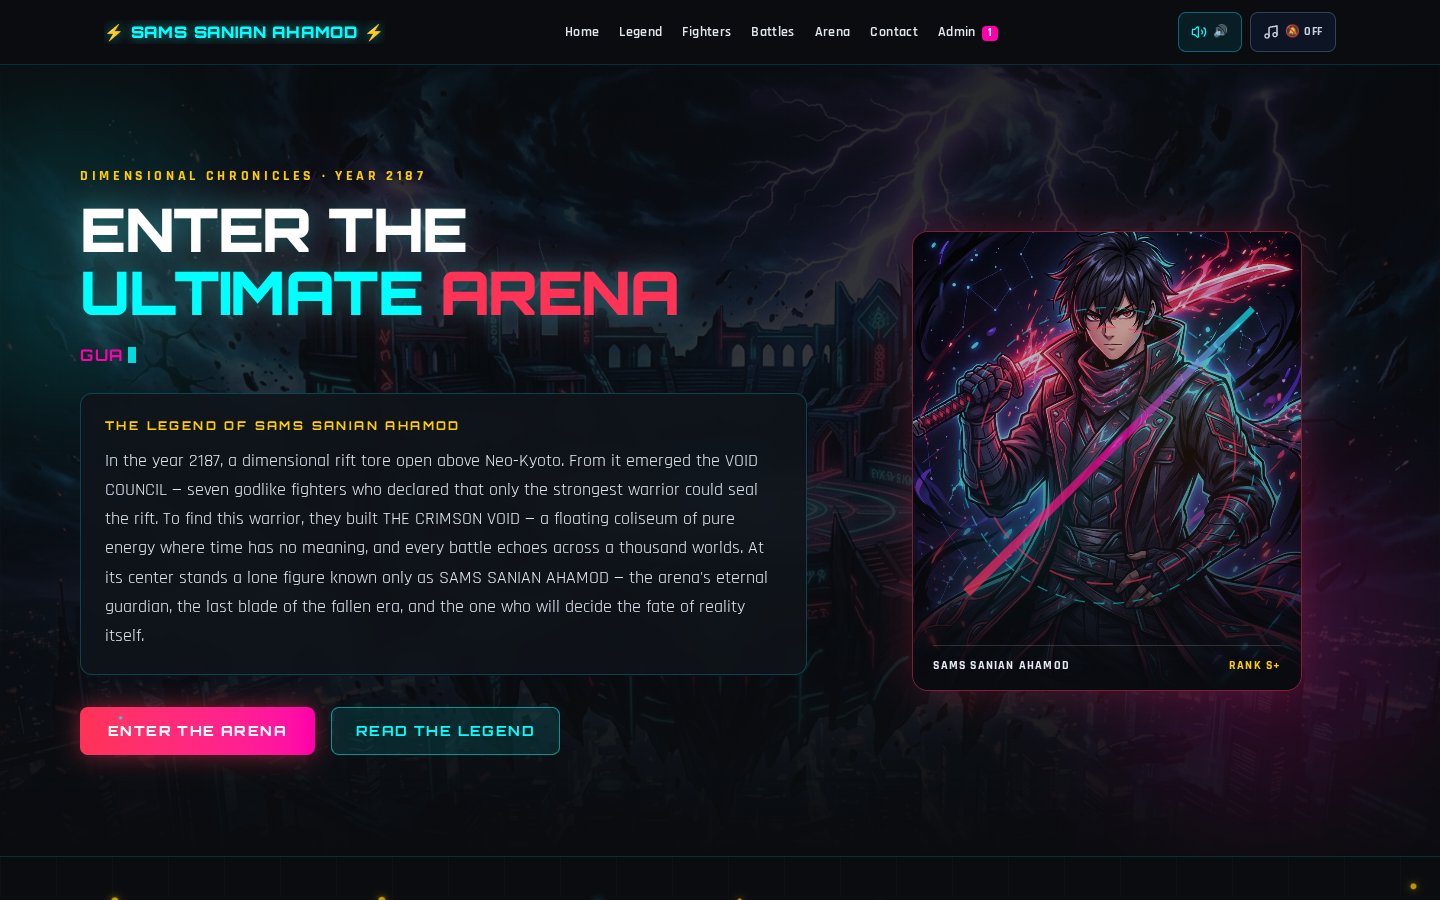 ⚡ SAMS SANIAN AHAMOD ⚡
Home Legend Fighters Battles Arena Contact Admin 1
🔊
🔕 OFF
DIMENSIONAL CHRONICLES · YEAR 2187
ENTER THE
ULTIMATE ARENA
GUA
THE LEGEND OF SAMS SANIAN AHAMOD
In the year 2187, a dimensional rift tore open above Neo-Kyoto. From it emerged the VOID
COUNCIL — seven godlike fighters who declared that only the strongest warrior could seal
the rift. To find this warrior, they built THE CRIMSON VOID — a floating coliseum of pure
energy where time has no meaning, and every battle echoes across a thousand worlds. At
its center stands a lone figure known only as SAMS SANIAN AHAMOD — the arena's eternal
guardian, the last blade of the fallen era, and the one who will decide the fate of reality
itself.
ENTER THE ARENA
READ THE LEGEND
SAMS SANIAN AHAMOD
RANK S+